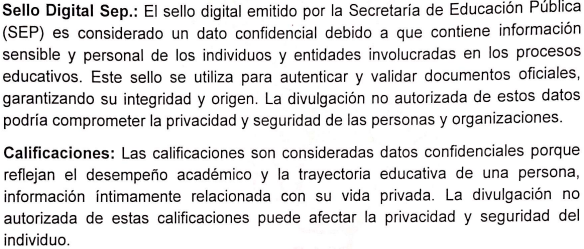 Sello Digital Sep.: El sello digital emitido por la Secretaría de Educación Pública
(SEP) es considerado un dato confidencial debido a que contiene información
sensible y personal de los individuos y entidades involucradas en los procesos
educativos. Este sello se utiliza para autenticar y validar documentos oficiales,
garantizando su integridad y origen. La divulgación no autorizada de estos datos
podría comprometer la privacidad y seguridad de las personas y organizaciones.
Calificaciones: Las calificaciones son consideradas datos confidenciales porque
reflejan el desempeño académico y la trayectoria educativa de una persona,
información íntimamente relacionada con su vida privada. La divulgación no
autorizada de estas calificaciones puede afectar la privacidad y seguridad del
individuo.